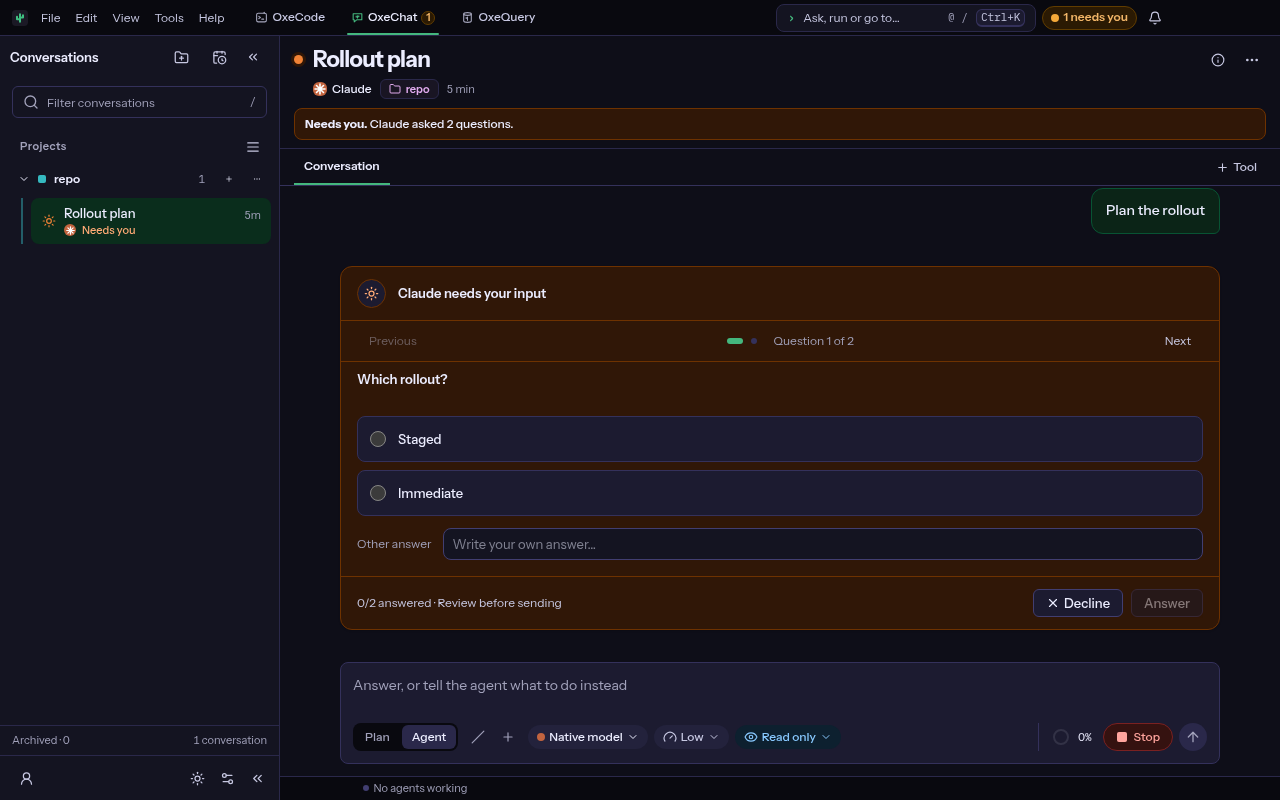 File Edit View Tools Help OxeCode OxeChat 1 OxeQuery Ask, run or go to... @ / Ctrl+K 1 needs you
Conversations
Filter conversations /
Projects
repo 1
Rollout plan 5m
Needs you
Archived · 0 1 conversation
Rollout plan
Claude repo 5 min
Needs you. Claude asked 2 questions.
Conversation + Tool
Plan the rollout
Claude needs your input
Previous Question 1 of 2 Next
Which rollout?
Staged
Immediate
Other answer Write your own answer...
0/2 answered · Review before sending Decline Answer
Answer, or tell the agent what to do instead
Plan Agent Native model Low Read only 0% Stop
No agents working